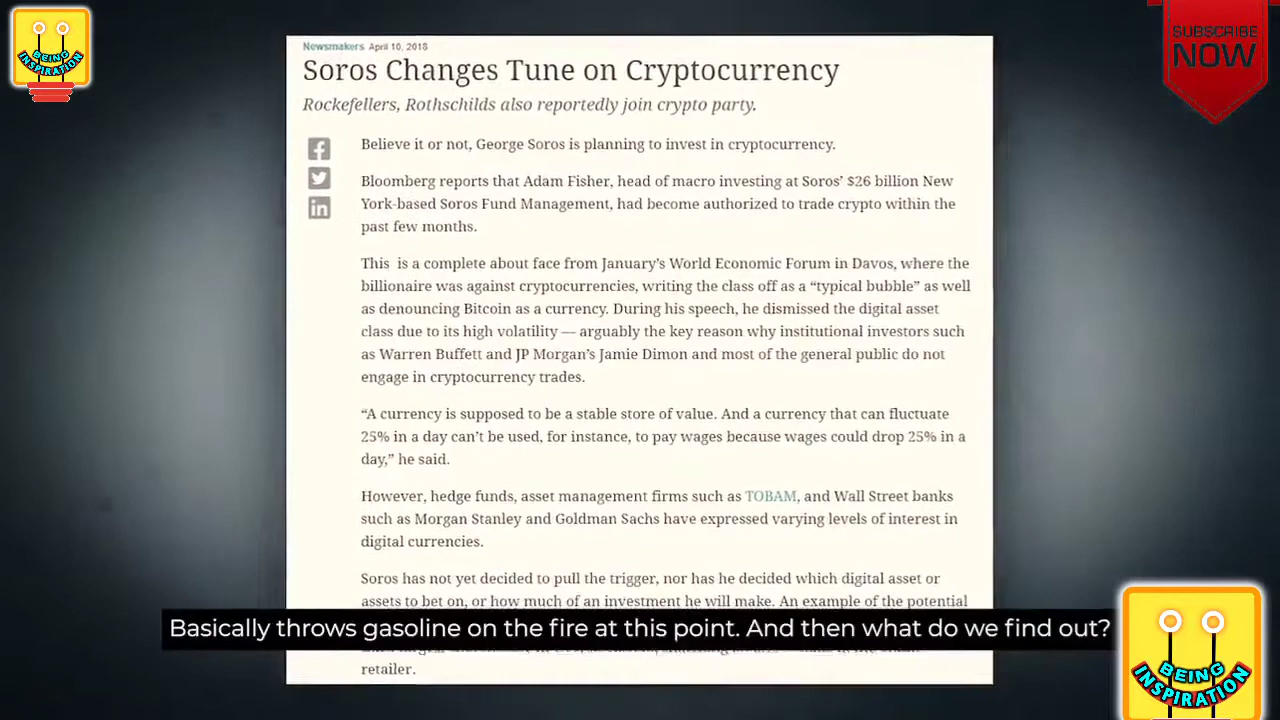 BEING
INSPIRATION
SUBSCRIBE
NOW
Newsmakers April 10, 2018
Soros Changes Tune on Cryptocurrency
Rockefellers, Rothschilds also reportedly join crypto party.
Believe it or not, George Soros is planning to invest in cryptocurrency.
Bloomberg reports that Adam Fisher, head of macro investing at Soros’ $26 billion New
York-based Soros Fund Management, had become authorized to trade crypto within the
past few months.
This is a complete about face from January’s World Economic Forum in Davos, where the
billionaire was against cryptocurrencies, writing the class off as a “typical bubble” as well
as denouncing Bitcoin as a currency. During his speech, he dismissed the digital asset
class due to its high volatility — arguably the key reason why institutional investors such
as Warren Buffett and JP Morgan’s Jamie Dimon and most of the general public do not
engage in cryptocurrency trades.
“A currency is supposed to be a stable store of value. And a currency that can fluctuate
25% in a day can’t be used, for instance, to pay wages because wages could drop 25% in a
day,” he said.
However, hedge funds, asset management firms such as TOBAM, and Wall Street banks
such as Morgan Stanley and Goldman Sachs have expressed varying levels of interest in
digital currencies.
Soros has not yet decided to pull the trigger, nor has he decided which digital asset or
assets to bet on, or how much of an investment he will make. An example of the potential
Basically throws gasoline on the fire at this point. And then what do we find out?
retailer.
BEING
INSPIRATION